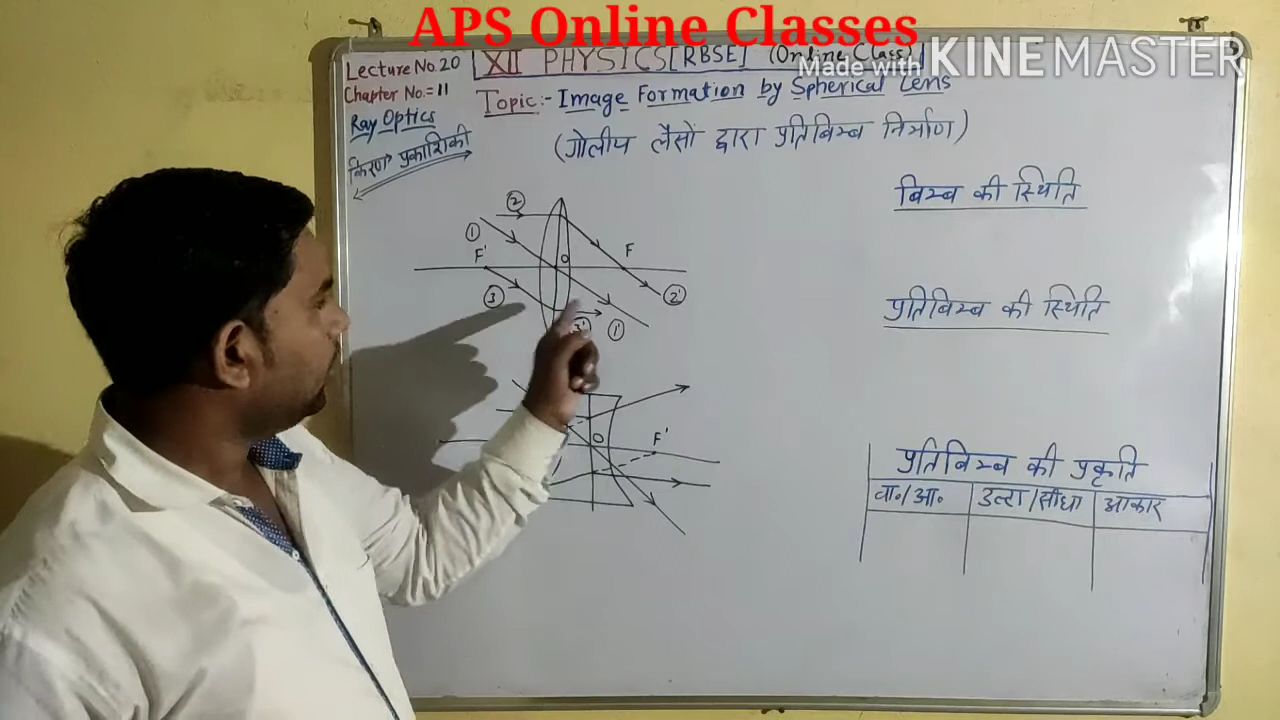 APS Online Classes
Made with KINEMASTER
Lecture No. 20
Chapter No. = 11
Ray Optics
किरण प्रकाशिकी
XII PHYSICS [RBSE] (Online Class)
Topic:- Image Formation by Spherical Lens
(गोलीय लैंसों द्वारा प्रतिबिम्ब निर्माण)
बिम्ब की स्थिति
प्रतिबिम्ब की स्थिति
प्रतिबिम्ब की प्रकृति
वा०/आ० उल्टा/सीधा आकार
2
1
F' O F
3 2'
3' 1'
O F'